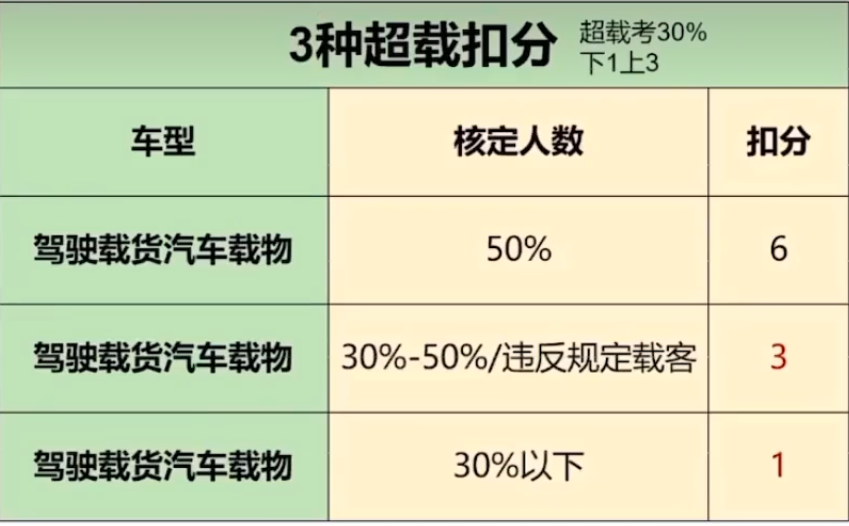 3种超载扣分
超载考30%
下1上3
车型 核定人数 扣分
驾驶载货汽车载物 50% 6
驾驶载货汽车载物 30%-50%/违反规定载客 3
驾驶载货汽车载物 30%以下 1